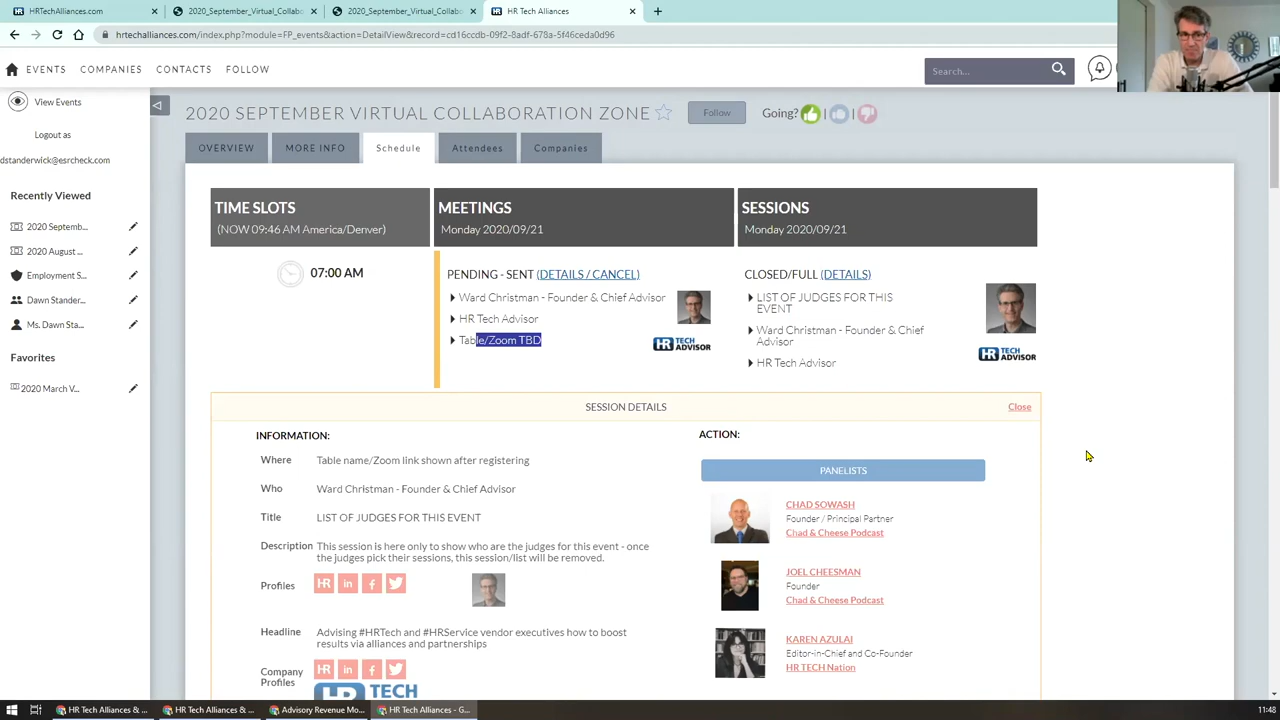 HRTechAlliances.com
2020_September_Virtual_Collabo
2020_September_Virtual_Collabo
HR Tech Alliances
hrtechalliances.com/index.php?module=FP_events&action=DetailView&record=cd16ccdb-09f2-8adf-678a-5f46ceda0d96
EVENTS COMPANIES CONTACTS FOLLOW
Search...
View Events
Logout as
dstanderwick@esrcheck.com
Recently Viewed
2020 Septemb...
2020 August ...
Employment S...
Dawn Stander...
Ms. Dawn Sta...
Favorites
2020 March V...
2020 SEPTEMBER VIRTUAL COLLABORATION ZONE
Follow
Going?
OVERVIEW
MORE INFO
Schedule
Attendees
Companies
TIME SLOTS
(NOW 09:46 AM America/Denver)
MEETINGS
Monday 2020/09/21
SESSIONS
Monday 2020/09/21
07:00 AM
PENDING - SENT (DETAILS / CANCEL)
Ward Christman - Founder & Chief Advisor
HR Tech Advisor
Table/Zoom TBD
HR TECH ADVISOR
CLOSED/FULL (DETAILS)
LIST OF JUDGES FOR THIS
EVENT
Ward Christman - Founder & Chief
Advisor
HR Tech Advisor
HR TECH ADVISOR
SESSION DETAILS
Close
INFORMATION:
Where Table name/Zoom link shown after registering
Who Ward Christman - Founder & Chief Advisor
Title LIST OF JUDGES FOR THIS EVENT
Description This session is here only to show who are the judges for this event - once
the judges pick their sessions, this session/list will be removed.
Profiles HR in f
Headline Advising #HRTech and #HRService vendor executives how to boost
results via alliances and partnerships
Company
Profiles
HR in f
HR TECH
ACTION:
PANELISTS
CHAD SOWASH
Founder / Principal Partner
Chad & Cheese Podcast
JOEL CHEESMAN
Founder
Chad & Cheese Podcast
KAREN AZULAI
Editor-in-Chief and Co-Founder
HR TECH Nation
HR Tech Alliances & ...
HR Tech Alliances &...
Advisory Revenue Mo...
HR Tech Alliances - G...
11:48